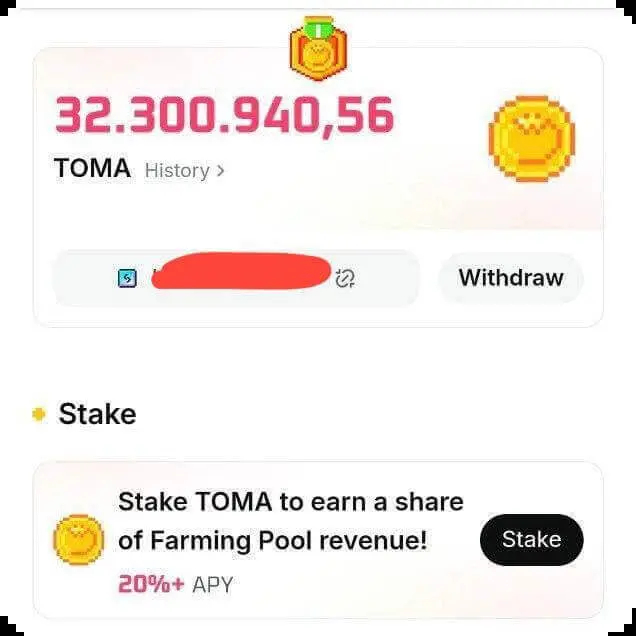 32.300.940,56
TOMA History >
Withdraw
Stake
Stake TOMA to earn a share
of Farming Pool revenue!
Stake
20%+ APY